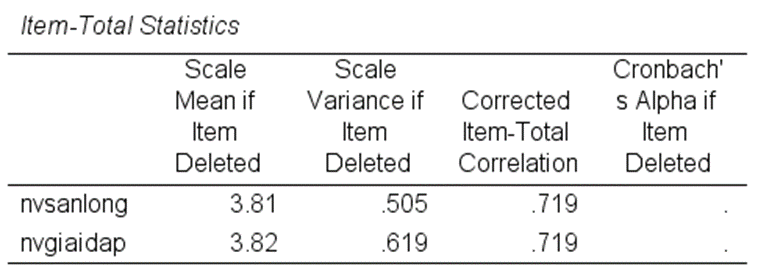 Item-Total Statistics
Scale Scale Cronbach'
Mean if Variance if Corrected s Alpha if
Item Item Item-Total Item
Deleted Deleted Correlation Deleted
nvsanlong 3.81 .505 .719 .
nvgiaidap 3.82 .619 .719 .